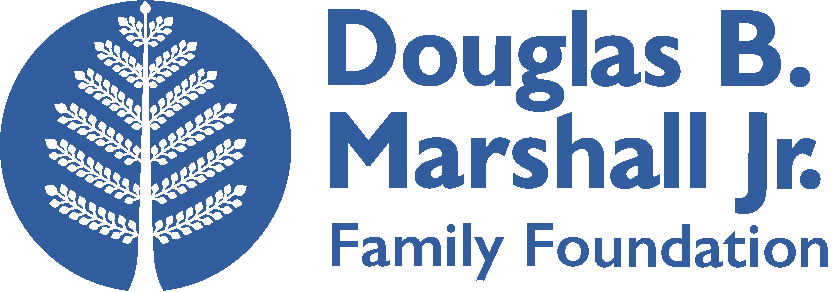 Douglas B.
Marshall Jr.
Family Foundation